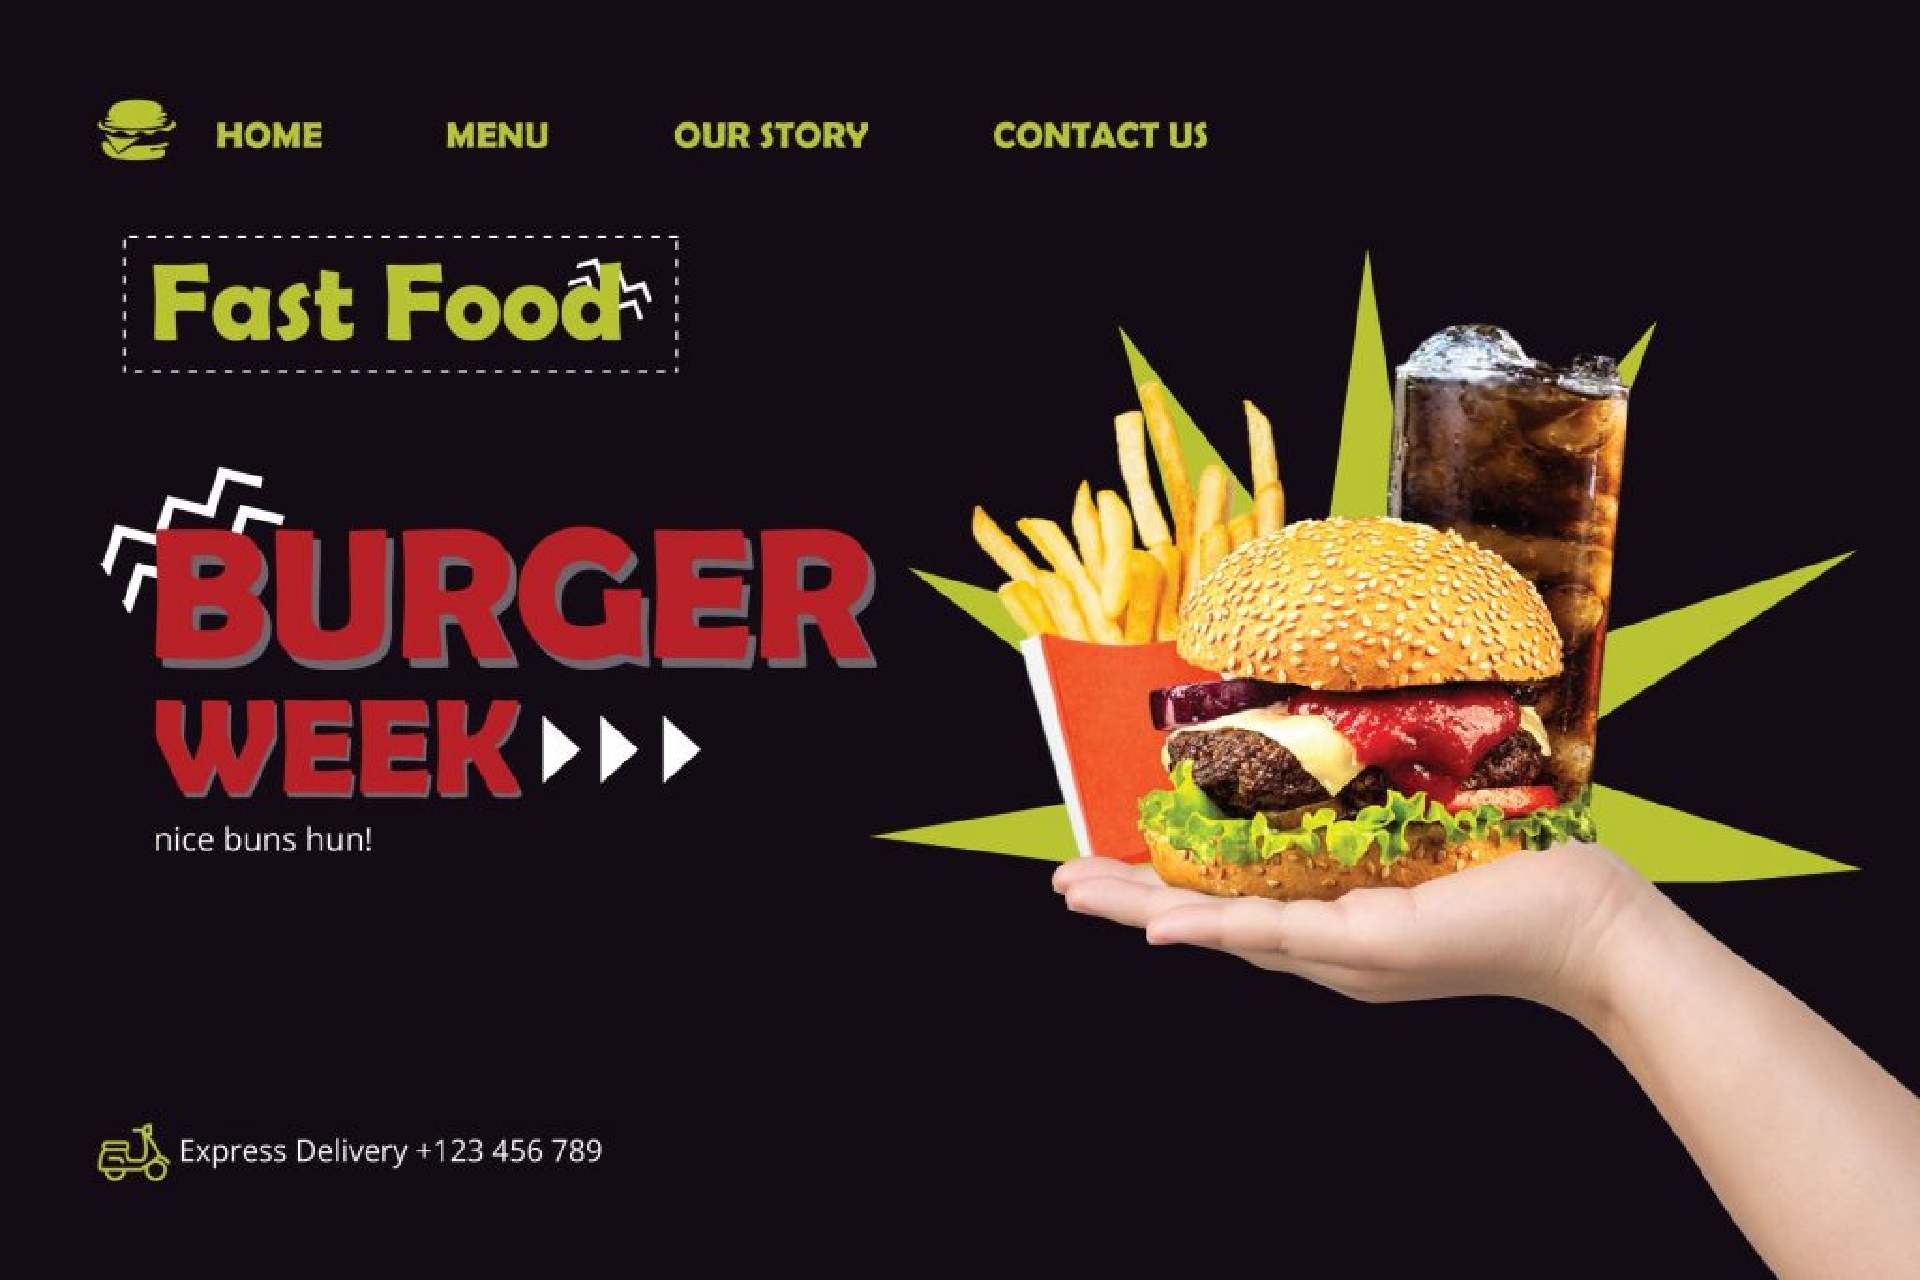 HOME MENU OUR STORY CONTACT US
Fast Food
BURGER
WEEK
nice buns hun!
Express Delivery +123 456 789